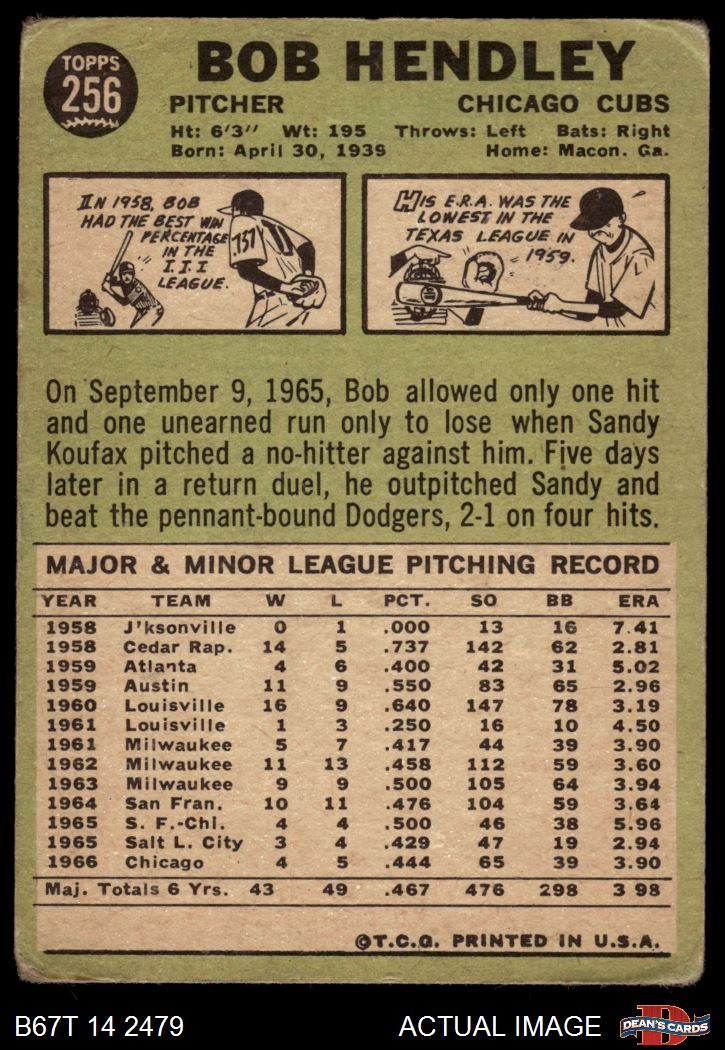 TOPPS
256
BOB HENDLEY
PITCHER CHICAGO CUBS
Ht: 6'3" Wt: 195 Throws: Left Bats: Right
Born: April 30, 1939 Home: Macon. Ga.
IN 1958, BOB
HAD THE BEST WIN
PERCENTAGE
IN THE
I.I.I
LEAGUE.
.737
HIS E.R.A. WAS THE
LOWEST IN THE
TEXAS LEAGUE IN
1959.
On September 9, 1965, Bob allowed only one hit
and one unearned run only to lose when Sandy
Koufax pitched a no-hitter against him. Five days
later in a return duel, he outpitched Sandy and
beat the pennant-bound Dodgers, 2-1 on four hits.
MAJOR & MINOR LEAGUE PITCHING RECORD
YEAR TEAM W L PCT. SO BB ERA
1958 J'ksonville 0 1 .000 13 16 7.41
1958 Cedar Rap. 14 5 .737 142 62 2.81
1959 Atlanta 4 6 .400 42 31 5.02
1959 Austin 11 9 .550 83 65 2.96
1960 Louisville 16 9 .640 147 78 3.19
1961 Louisville 1 3 .250 16 10 4.50
1961 Milwaukee 5 7 .417 44 39 3.90
1962 Milwaukee 11 13 .458 112 59 3.60
1963 Milwaukee 9 9 .500 105 64 3.94
1964 San Fran. 10 11 .476 104 59 3.64
1965 S. F.-Chi. 4 4 .500 46 38 5.96
1965 Salt L. City 3 4 .429 47 19 2.94
1966 Chicago 4 5 .444 65 39 3.90
Maj. Totals 6 Yrs. 43 49 .467 476 298 3 98
©T.C.G. PRINTED IN U.S.A.
B67T 14 2479 ACTUAL IMAGE DEAN'S CARDS